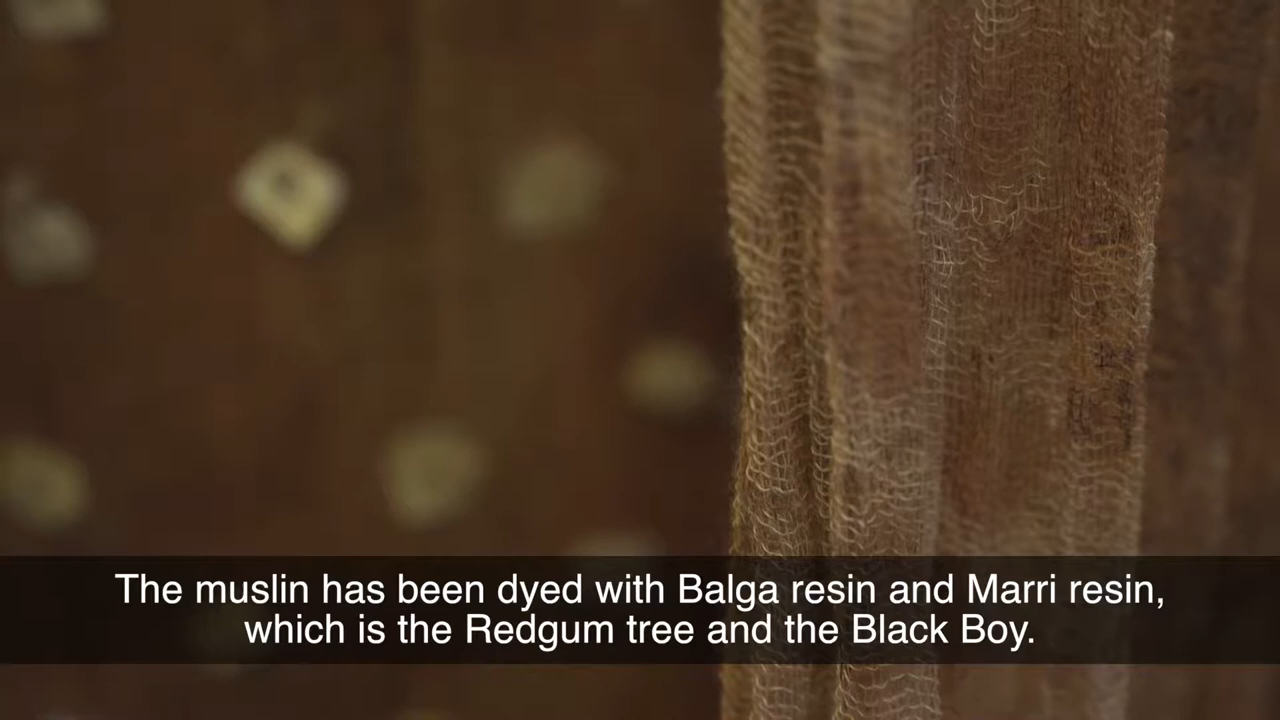 The muslin has been dyed with Balga resin and Marri resin,
which is the Redgum tree and the Black Boy.